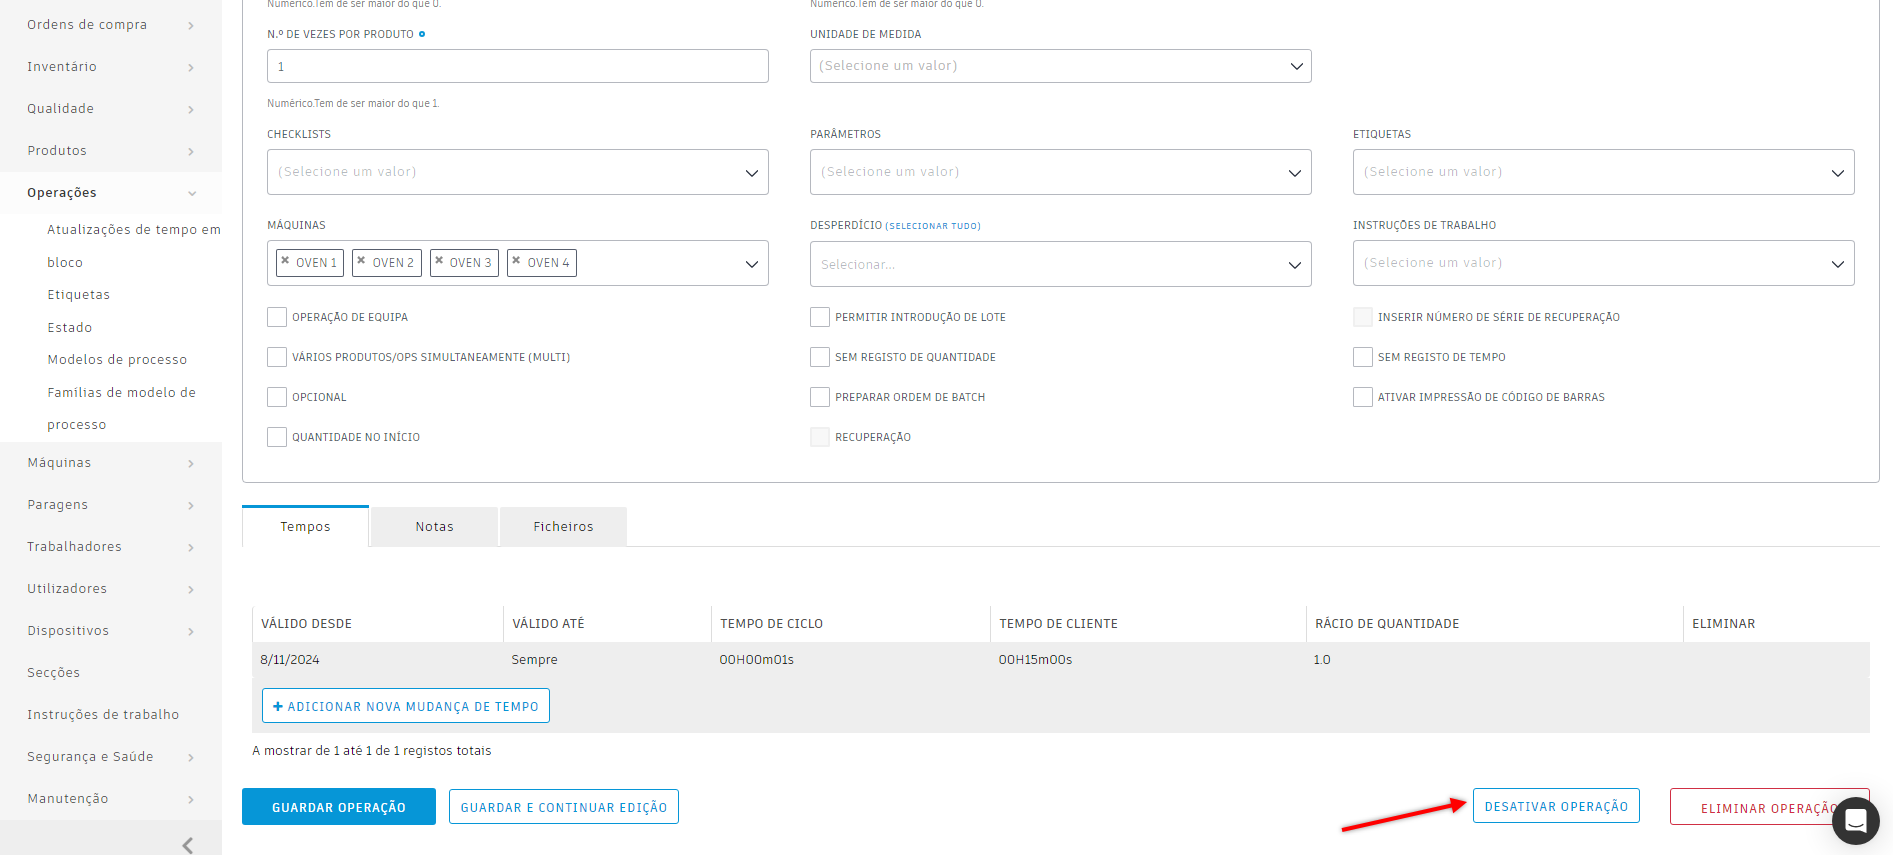 Ordens de compra
Inventário
Qualidade
Produtos
Operações
Atualizações de tempo em
bloco
Etiquetas
Estado
Modelos de processo
Famílias de modelo de
processo
Máquinas
Paragens
Trabalhadores
Utilizadores
Dispositivos
Secções
Instruções de trabalho
Segurança e Saúde
Manutenção
Numérico.Tem de ser maior do que 0.
Numérico.Tem de ser maior do que 0.
N.º DE VEZES POR PRODUTO
UNIDADE DE MEDIDA
1
(Selecione um valor)
Numérico.Tem de ser maior do que 1.
CHECKLISTS
PARÂMETROS
ETIQUETAS
(Selecione um valor)
(Selecione um valor)
(Selecione um valor)
MÁQUINAS
DESPERDÍCIO (SELECIONAR TUDO)
INSTRUÇÕES DE TRABALHO
× OVEN 1 × OVEN 2 × OVEN 3 × OVEN 4
Selecionar...
(Selecione um valor)
OPERAÇÃO DE EQUIPA
PERMITIR INTRODUÇÃO DE LOTE
INSERIR NÚMERO DE SÉRIE DE RECUPERAÇÃO
VÁRIOS PRODUTOS/OPS SIMULTANEAMENTE (MULTI)
SEM REGISTO DE QUANTIDADE
SEM REGISTO DE TEMPO
OPCIONAL
PREPARAR ORDEM DE BATCH
ATIVAR IMPRESSÃO DE CÓDIGO DE BARRAS
QUANTIDADE NO INÍCIO
RECUPERAÇÃO
Tempos
Notas
Ficheiros
VÁLIDO DESDE
VÁLIDO ATÉ
TEMPO DE CICLO
TEMPO DE CLIENTE
RÁCIO DE QUANTIDADE
ELIMINAR
8/11/2024
Sempre
00H00m01s
00H15m00s
1.0
+ ADICIONAR NOVA MUDANÇA DE TEMPO
A mostrar de 1 até 1 de 1 registos totais
GUARDAR OPERAÇÃO
GUARDAR E CONTINUAR EDIÇÃO
DESATIVAR OPERAÇÃO
ELIMINAR OPERAÇÃO